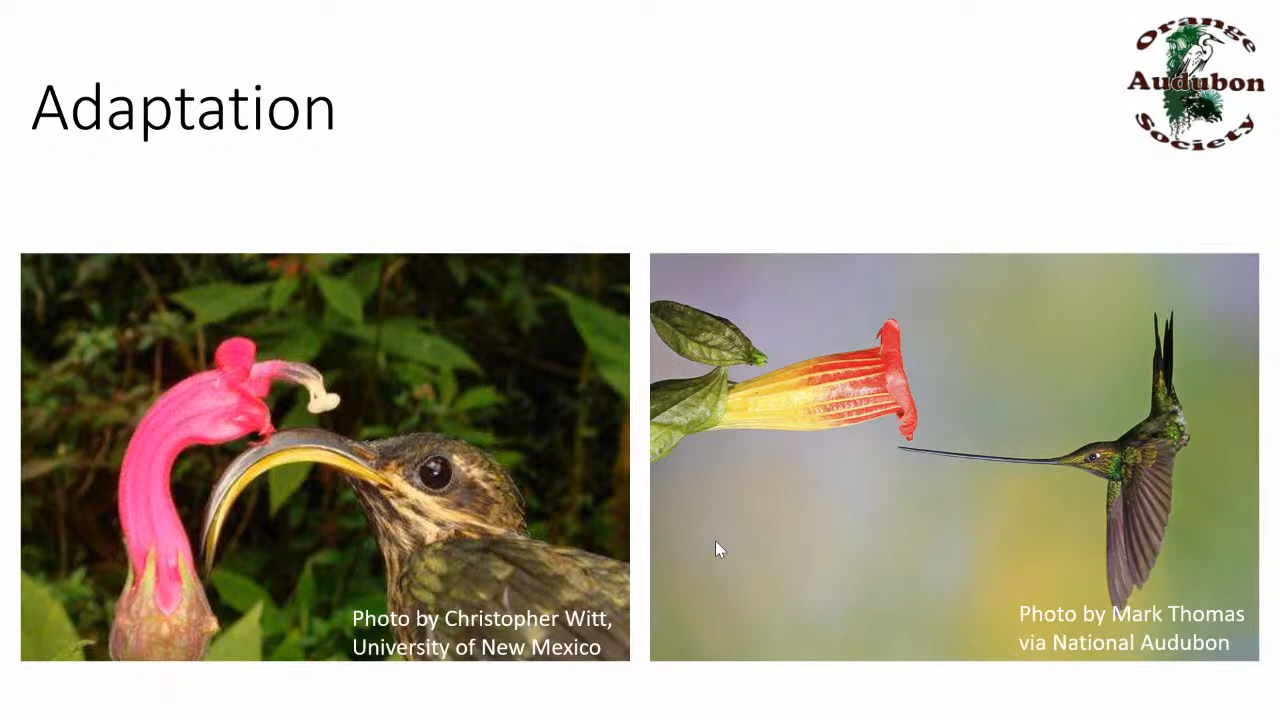 Adaptation
Orange
Audubon
Society
Photo by Christopher Witt,
University of New Mexico
Photo by Mark Thomas
via National Audubon